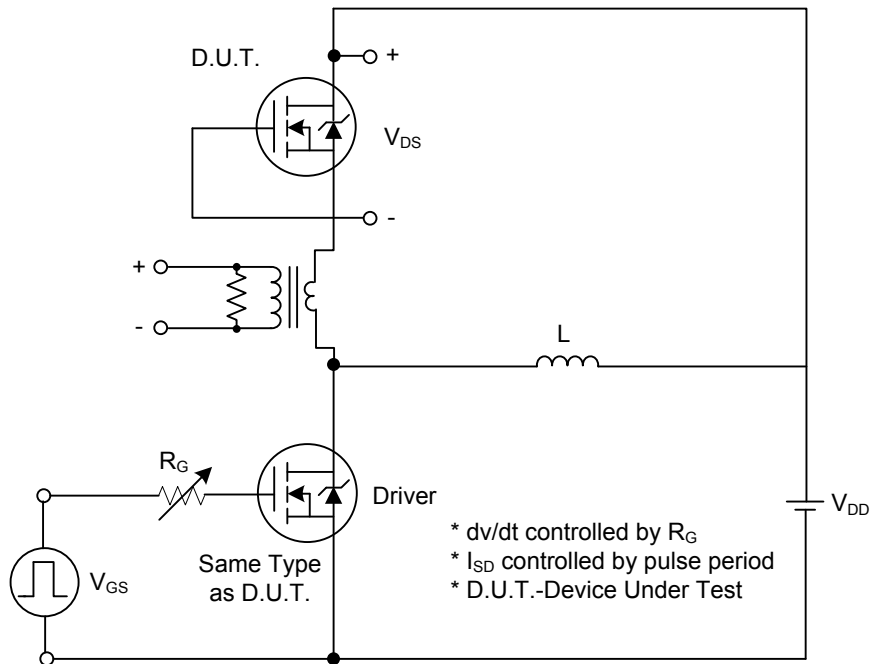 D.U.T.
+
V_DS
-
+
-
L
R_G
Driver
V_DD
V_GS
Same Type
as D.U.T.
* dv/dt controlled by R_G
* I_SD controlled by pulse period
* D.U.T.-Device Under Test